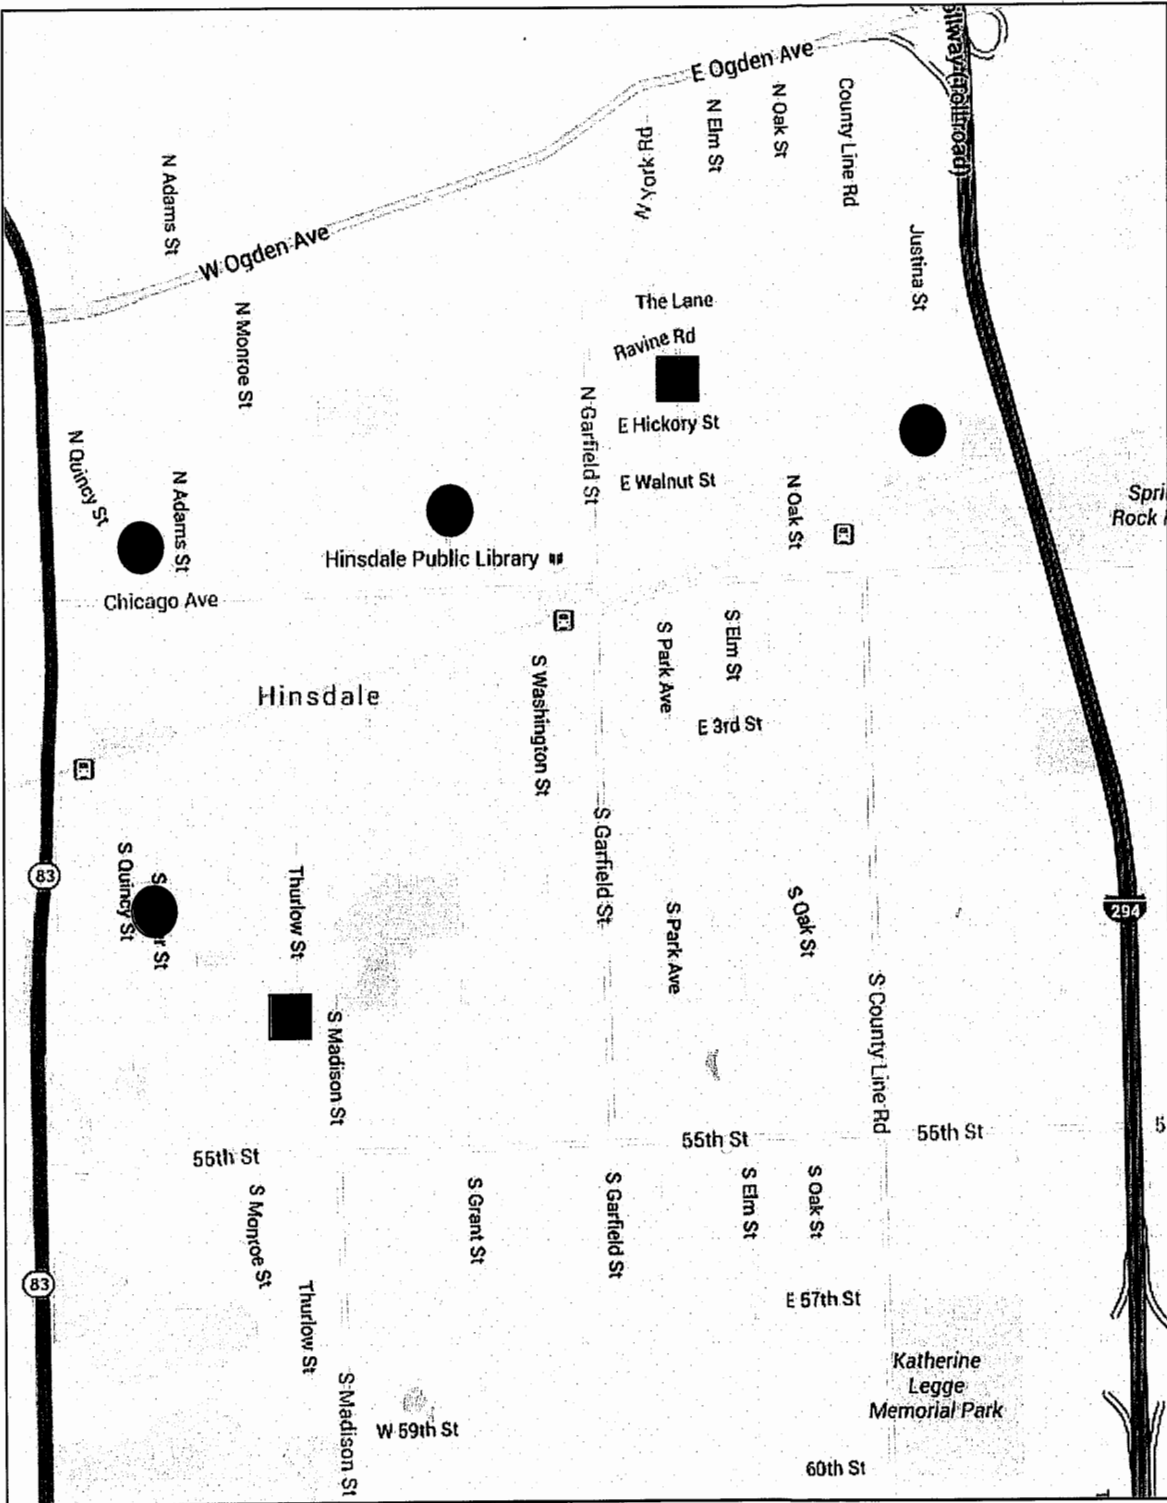 E Ogden Ave
N Elm St
N Oak St
County Line Rd
N York Rd
N Adams St
W Ogden Ave
Justina St
The Lane
N Monroe St
Ravine Rd
N Garfield St
E Hickory St
N Quincy St
N Adams St
E Walnut St
N Oak St
Rock
Hinsdale Public Library
Chicago Ave
S Elm St
S Park Ave
S Washington St
Hinsdale
E 3rd St
S Garfield St
S Quincy St
83
Thurlow St
S Oak St
S Park Ave
294
S County Line Rd
S Madison St
55th St
55th St
55th St
S Monroe St
S Grant St
S Garfield St
S Elm St
S Oak St
83
Thurlow St
E 57th St
Katherine
Legge
Memorial Park
S Madison St
W 59th St
60th St